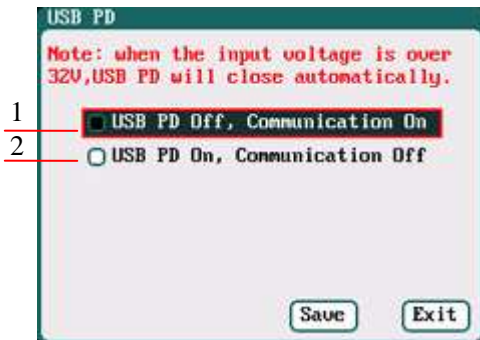 USB PD
Note: when the input voltage is over
32V,USB PD will close automatically.
1
USB PD Off, Communication On
2
USB PD On, Communication Off
Save
Exit